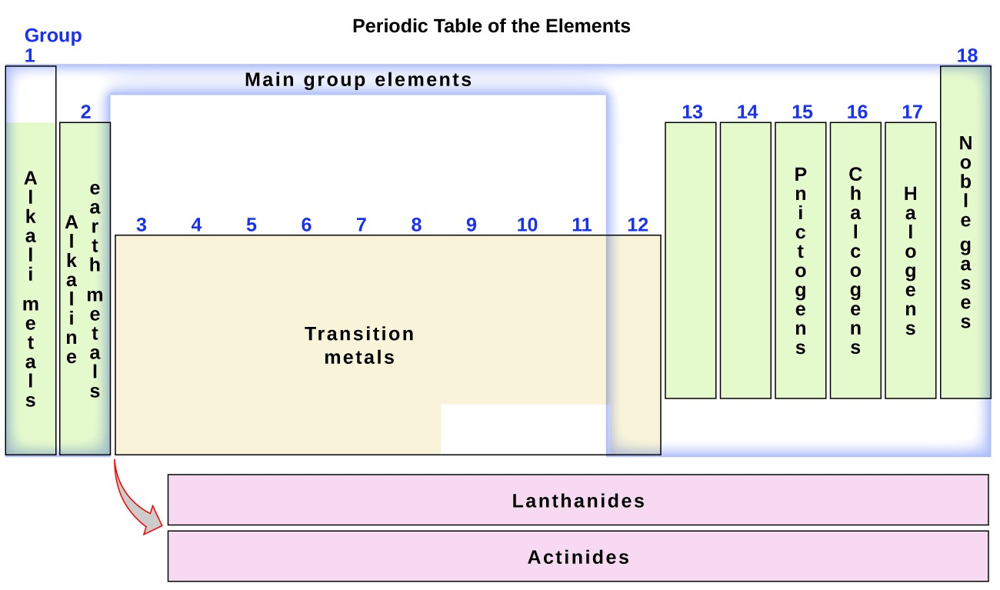 Periodic Table of the Elements
Group
1
18
Main group elements
2
13
14
15
16
17
3
4
5
6
7
8
9
10
11
12
Alkali metals
Alkaline
earth metals
Transition
metals
Pnictogens
Chalcogens
Halogens
Noble gases
Lanthanides
Actinides